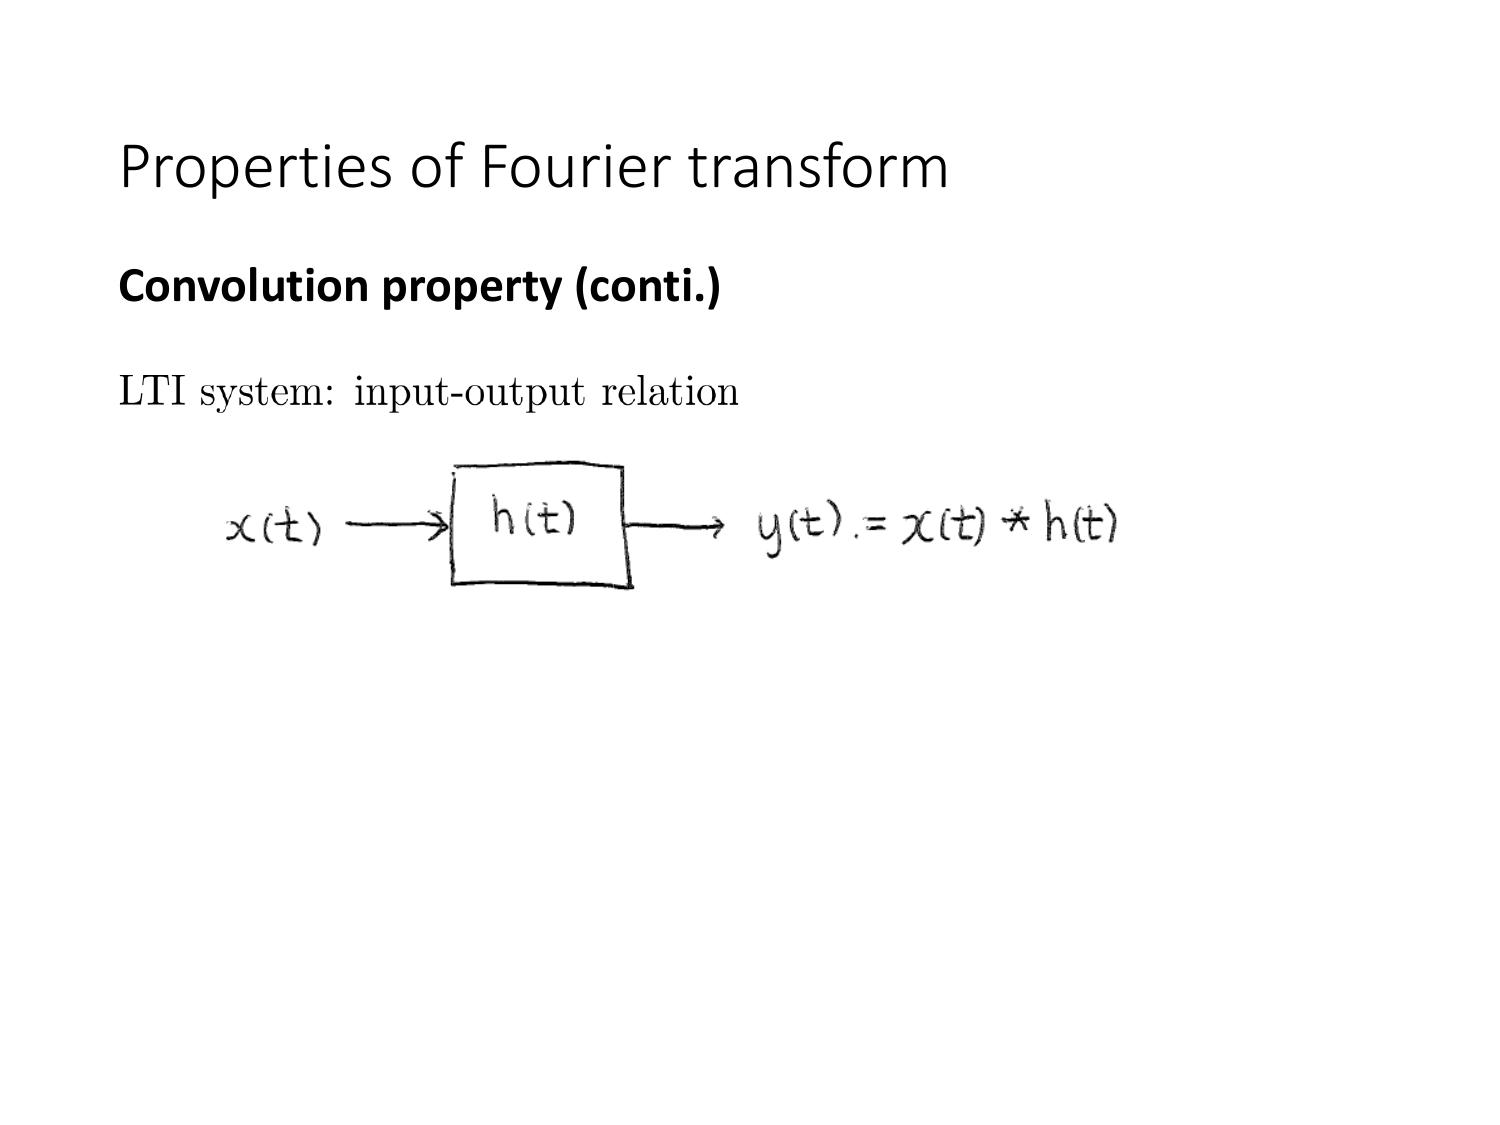 Properties of Fourier transform
Convolution property (conti.)
LTI system: input-output relation
x(t) h(t) y(t) . = x(t) * h(t)